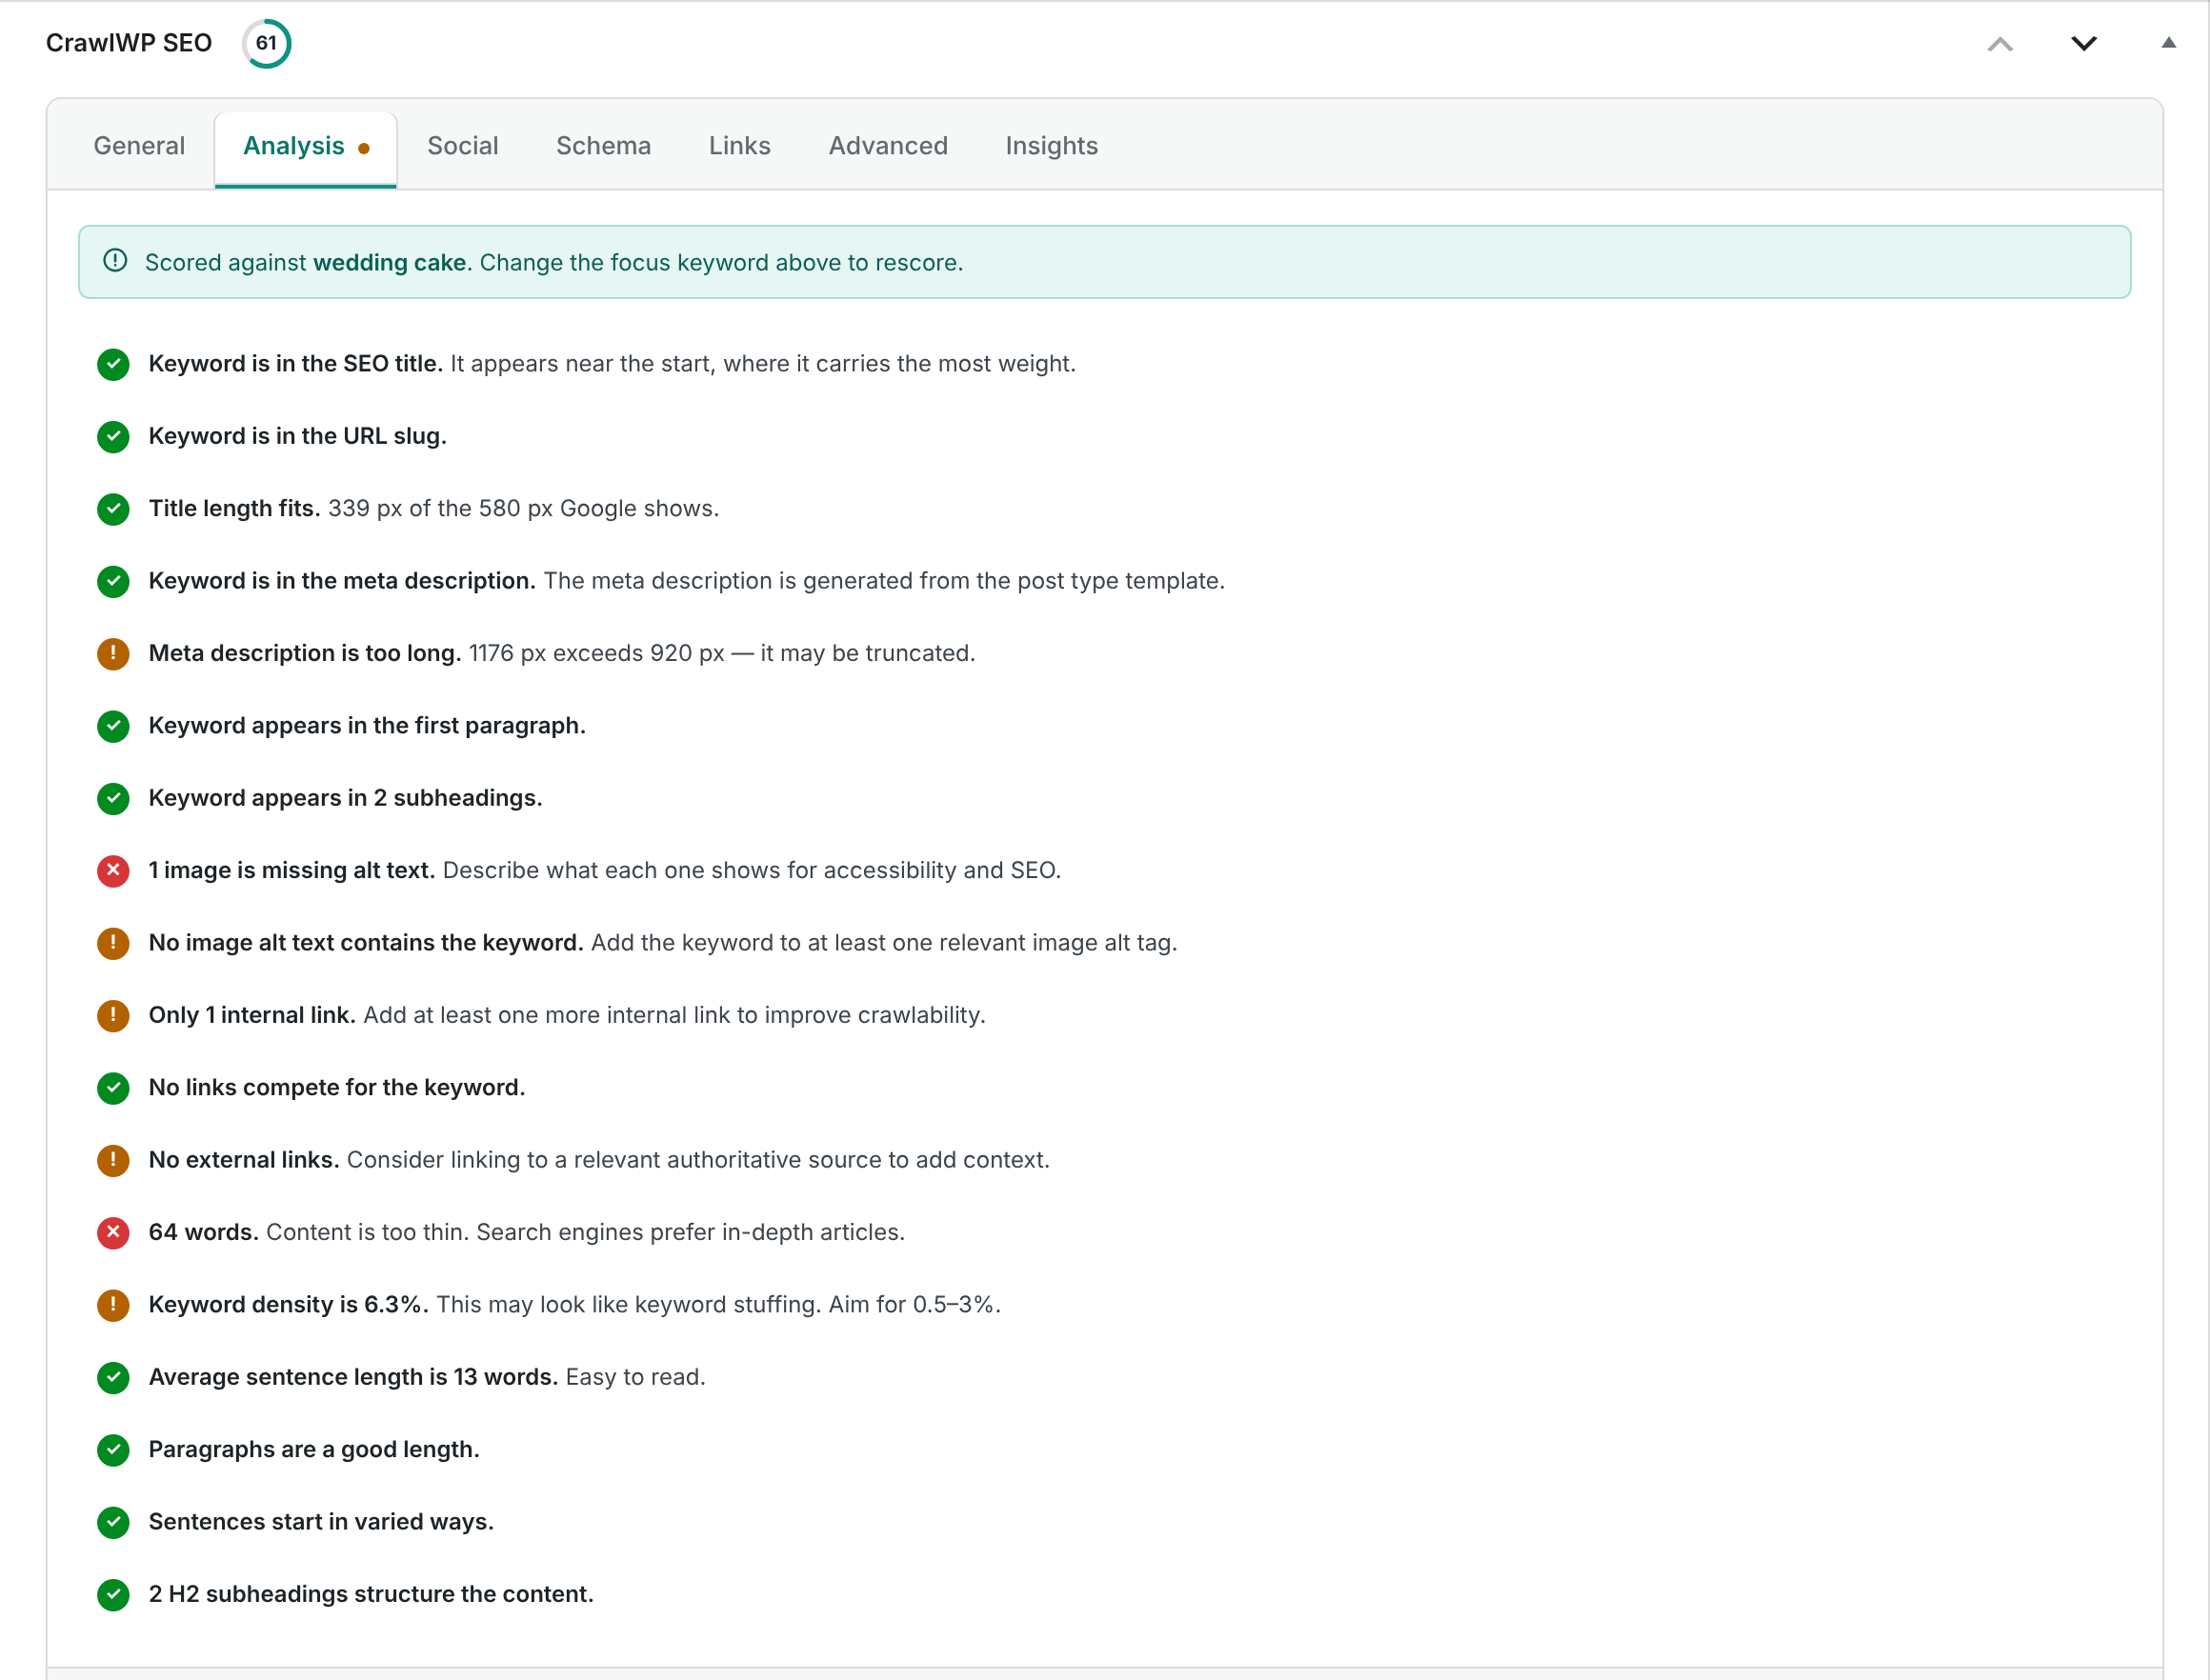 CrawlWP SEO 61
General Analysis Social Schema Links Advanced Insights
Scored against wedding cake. Change the focus keyword above to rescore.
Keyword is in the SEO title. It appears near the start, where it carries the most weight.
Keyword is in the URL slug.
Title length fits. 339 px of the 580 px Google shows.
Keyword is in the meta description. The meta description is generated from the post type template.
Meta description is too long. 1176 px exceeds 920 px — it may be truncated.
Keyword appears in the first paragraph.
Keyword appears in 2 subheadings.
1 image is missing alt text. Describe what each one shows for accessibility and SEO.
No image alt text contains the keyword. Add the keyword to at least one relevant image alt tag.
Only 1 internal link. Add at least one more internal link to improve crawlability.
No links compete for the keyword.
No external links. Consider linking to a relevant authoritative source to add context.
64 words. Content is too thin. Search engines prefer in-depth articles.
Keyword density is 6.3%. This may look like keyword stuffing. Aim for 0.5–3%.
Average sentence length is 13 words. Easy to read.
Paragraphs are a good length.
Sentences start in varied ways.
2 H2 subheadings structure the content.